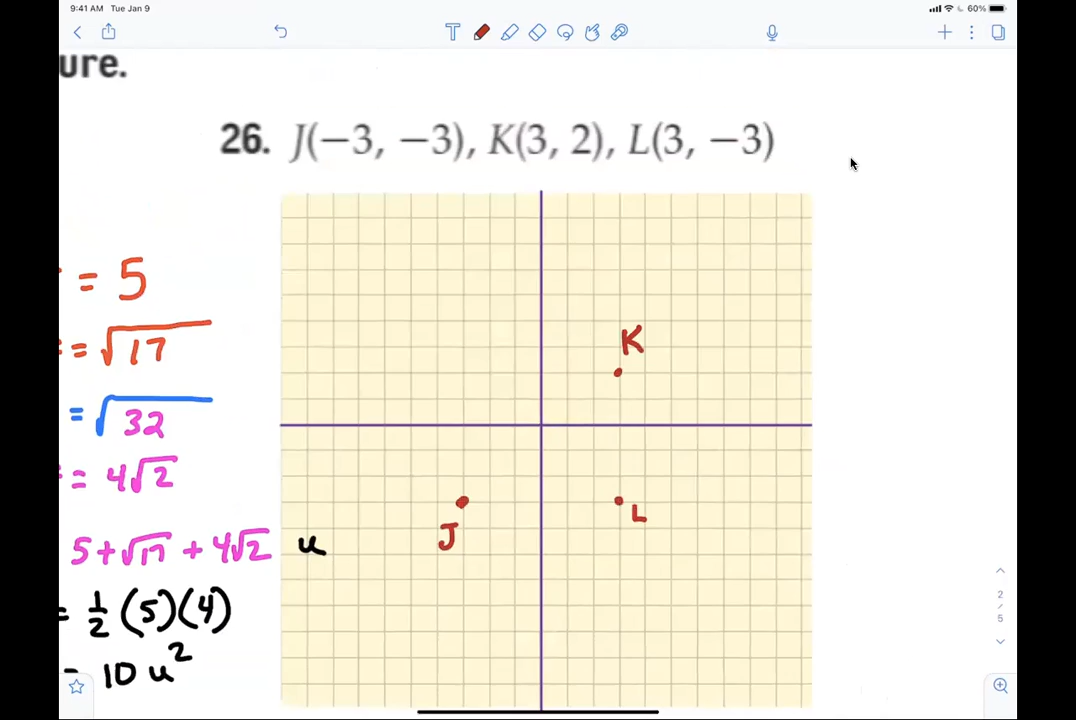 9:41 AM Tue Jan 9
60%
T
ure.
26. J(−3, −3), K(3, 2), L(3, −3)
= 5
= √17
= √32
= 4√2
5 + √17 + 4√2 u
= 1/2 (5)(4)
= 10 u²
K
J
L
2
/
5